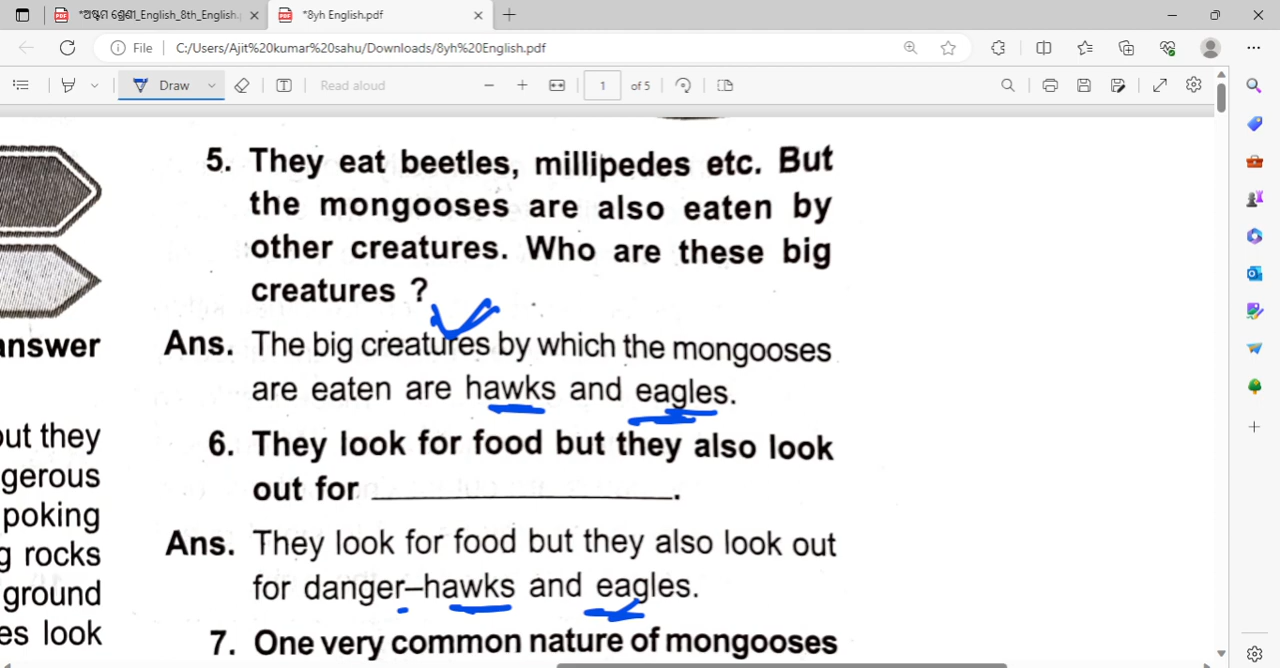 *ଅଷ୍ଟମ ଶ୍ରେଣୀ_English_8th_English.
*8yh English.pdf
File
C:/Users/Ajit%20kumar%20sahu/Downloads/8yh%20English.pdf
Draw
Read aloud
1
of 5
5. They eat beetles, millipedes etc. But
the mongooses are also eaten by
other creatures. Who are these big
creatures ?
Ans. The big creatures by which the mongooses
are eaten are hawks and eagles.
6. They look for food but they also look
out for ____________________.
Ans. They look for food but they also look out
for danger–hawks and eagles.
7. One very common nature of mongooses
answer
out they
gerous
poking
g rocks
ground
es look